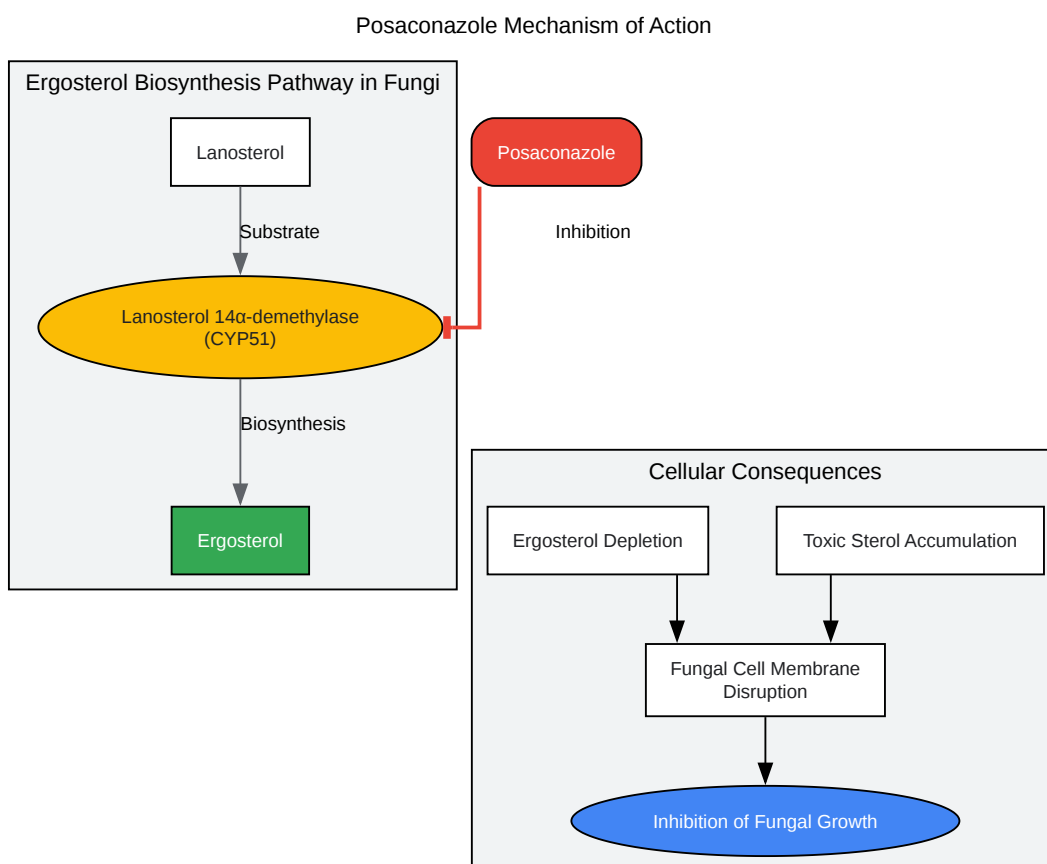 Posaconazole Mechanism of Action
Ergosterol Biosynthesis Pathway in Fungi
Lanosterol
Posaconazole
Substrate
Inhibition
Lanosterol 14α-demethylase
(CYP51)
Biosynthesis
Ergosterol
Cellular Consequences
Ergosterol Depletion
Toxic Sterol Accumulation
Fungal Cell Membrane
Disruption
Inhibition of Fungal Growth